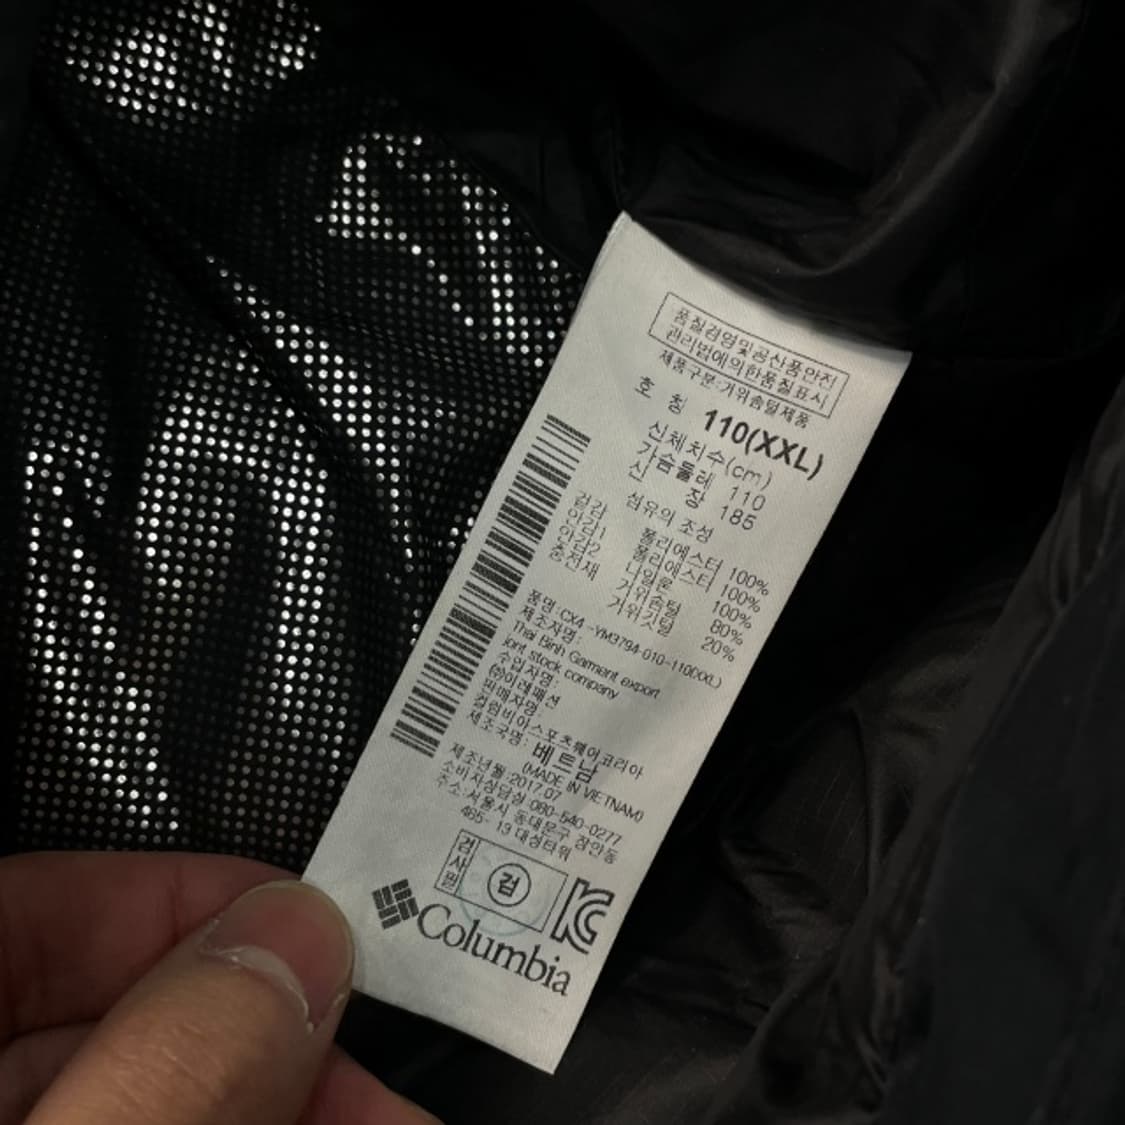 품질경영및공산품안전
관리법에의한품질표시
제품구분:거위솜털제품
호 칭 110(XXL)
신체치수(cm)
가슴둘레 110
신 장 185
섬유의 조성
겉감 폴리에스터 100%
안감1 폴리에스터 100%
안감2 나일론 100%
충전재 거위솜털 80%
거위깃털 20%
품명:CX4-YM3794-010-110(XXL)
제조자명:
Thai Binh Garment export
joint stock company
수입자명:
㈜이레패션
판매자명:
컬럼비아스포츠웨어코리아
제조국명: 베트남
(MADE IN VIETNAM)
제조년월:2017.07
소비자상담실:080-540-0277
주소:서울시 동대문구 장안동
465-13 대성타워
검사필
검
KC
Columbia